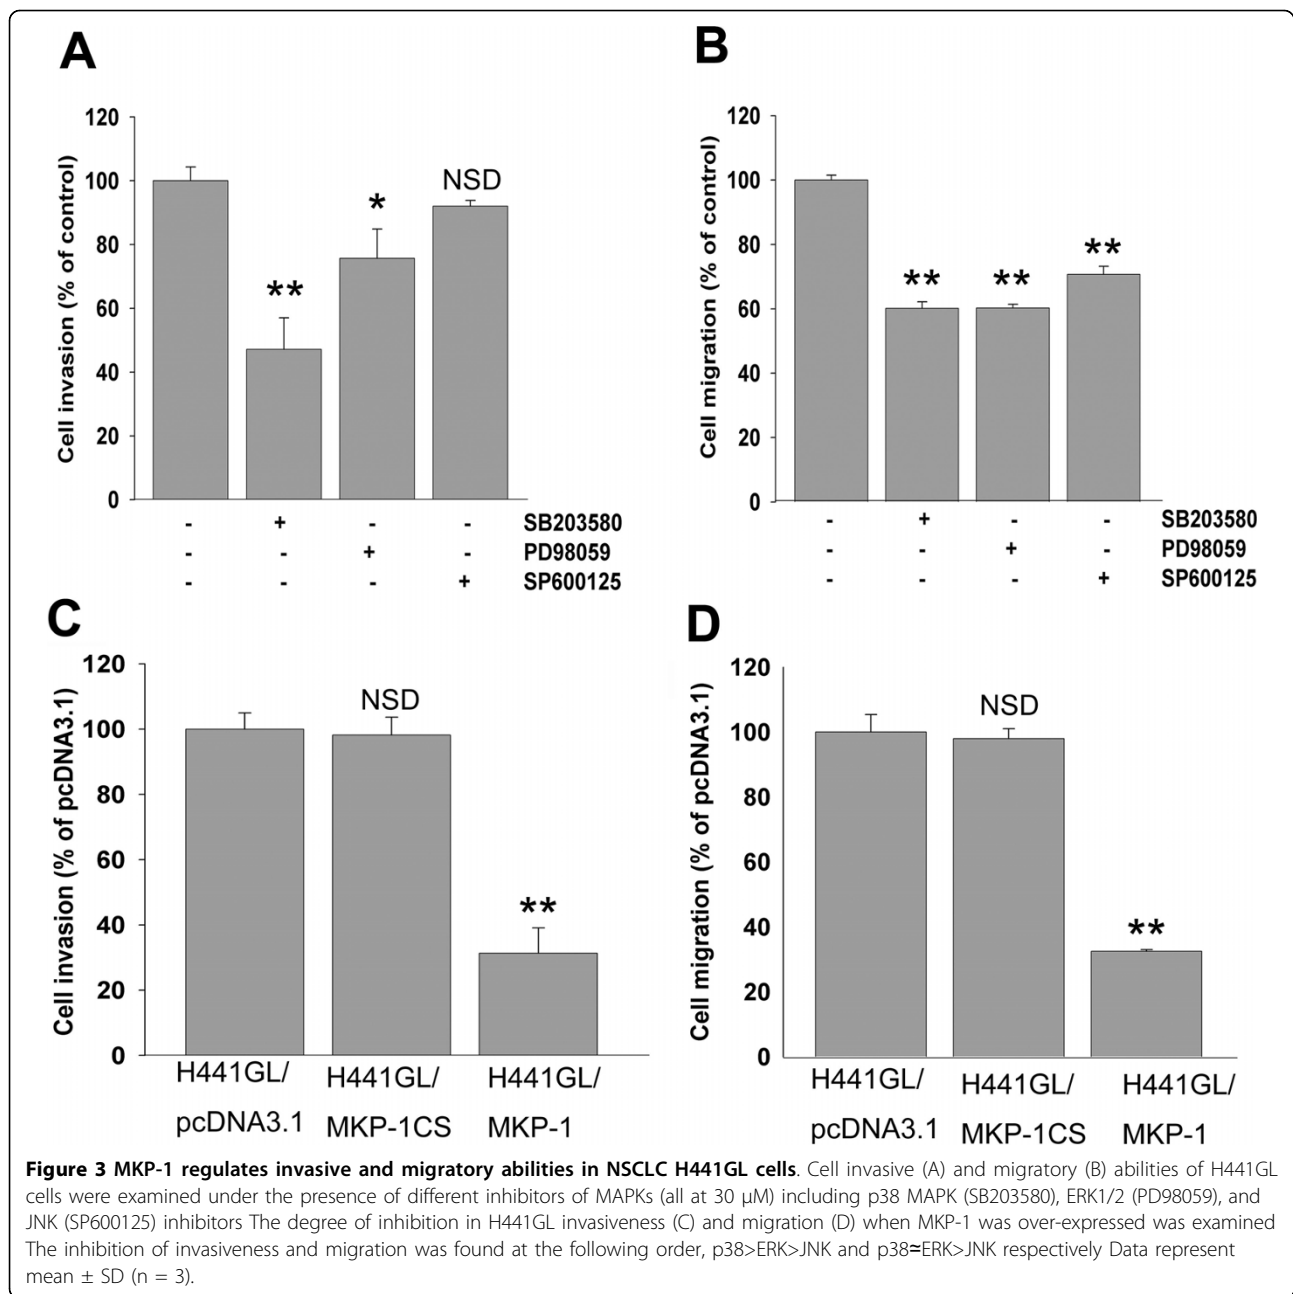 A
120
100
80
60
40
20
0
Cell invasion (% of control)
**
*
NSD
- + - - SB203580
- - + - PD98059
- - - + SP600125
B
120
100
80
60
40
20
0
Cell migration (% of control)
**
**
**
- + - - SB203580
- - + - PD98059
- - - + SP600125
C
120
100
80
60
40
20
0
Cell invasion (% of pcDNA3.1)
NSD
**
H441GL/ H441GL/ H441GL/
pcDNA3.1 MKP-1CS MKP-1
D
120
100
80
60
40
20
0
Cell migration (% of pcDNA3.1)
NSD
**
H441GL/ H441GL/ H441GL/
pcDNA3.1 MKP-1CS MKP-1
Figure 3 MKP-1 regulates invasive and migratory abilities in NSCLC H441GL cells. Cell invasive (A) and migratory (B) abilities of H441GL
cells were examined under the presence of different inhibitors of MAPKs (all at 30 μM) including p38 MAPK (SB203580), ERK1/2 (PD98059), and
JNK (SP600125) inhibitors The degree of inhibition in H441GL invasiveness (C) and migration (D) when MKP-1 was over-expressed was examined
The inhibition of invasiveness and migration was found at the following order, p38>ERK>JNK and p38≃ERK>JNK respectively Data represent
mean ± SD (n = 3).